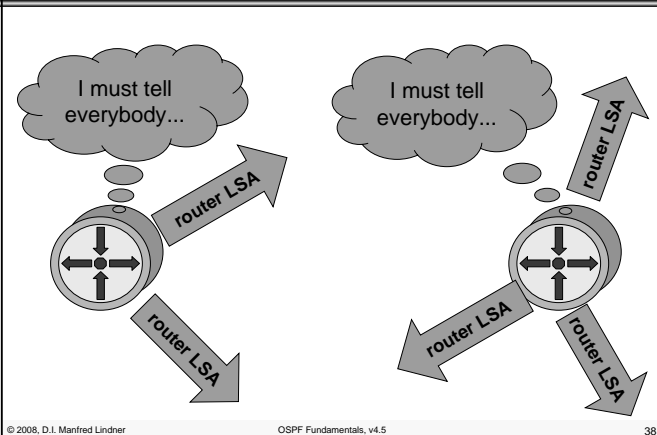 I must tell
everybody...
I must tell
everybody...
router LSA
router LSA
router LSA
router LSA
router LSA
© 2008, D.I. Manfred Lindner
OSPF Fundamentals, v4.5
38